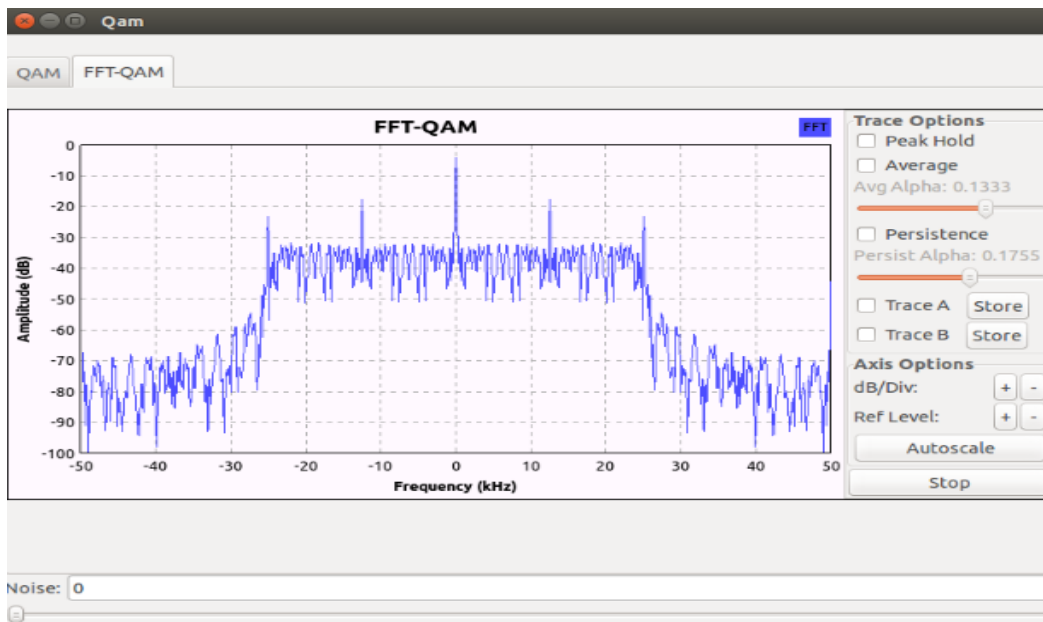 Qam
QAM FFT-QAM
FFT-QAM
FFT
0
-10
-20
-30
-40
-50
-60
-70
-80
-90
-100
Amplitude (dB)
-50 -40 -30 -20 -10 0 10 20 30 40 50
Frequency (kHz)
Trace Options
Peak Hold
Average
Avg Alpha: 0.1333
Persistence
Persist Alpha: 0.1755
Trace A Store
Trace B Store
Axis Options
dB/Div: + -
Ref Level: + -
Autoscale
Stop
Noise: 0